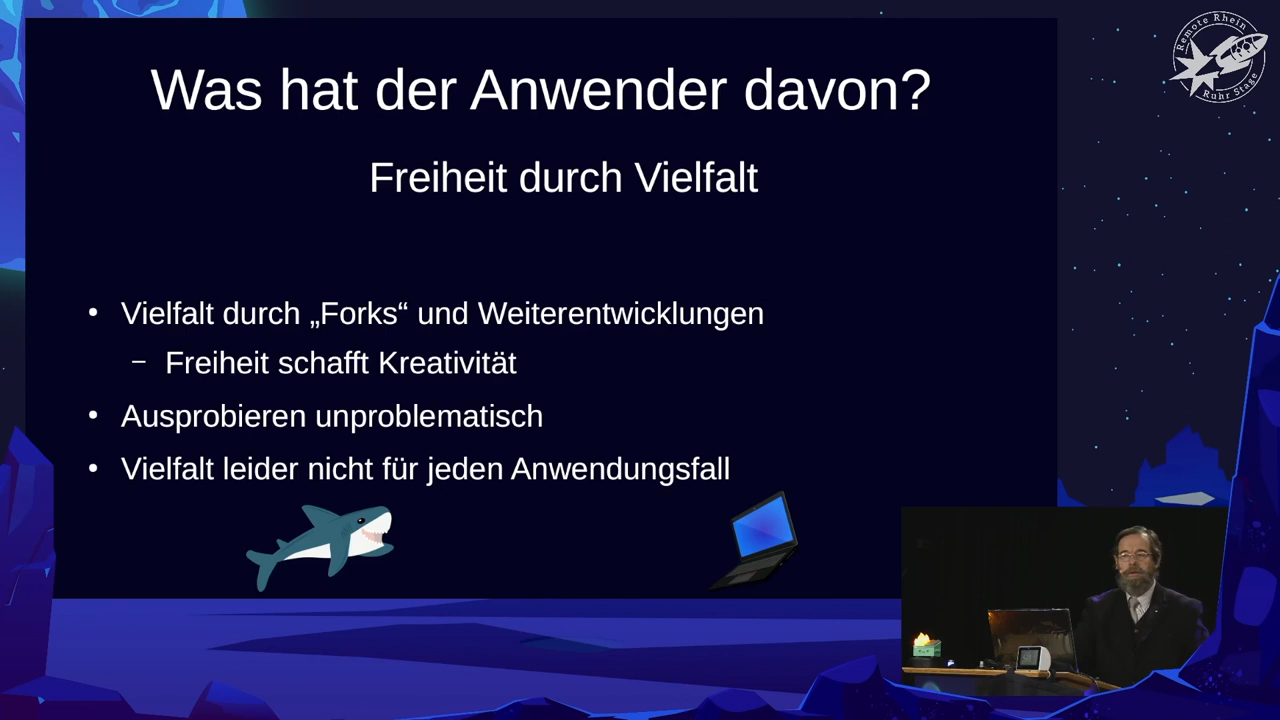 Was hat der Anwender davon?
Freiheit durch Vielfalt
• Vielfalt durch „Forks“ und Weiterentwicklungen
– Freiheit schafft Kreativität
• Ausprobieren unproblematisch
• Vielfalt leider nicht für jeden Anwendungsfall
Remote Rhein
Ruhr Stage